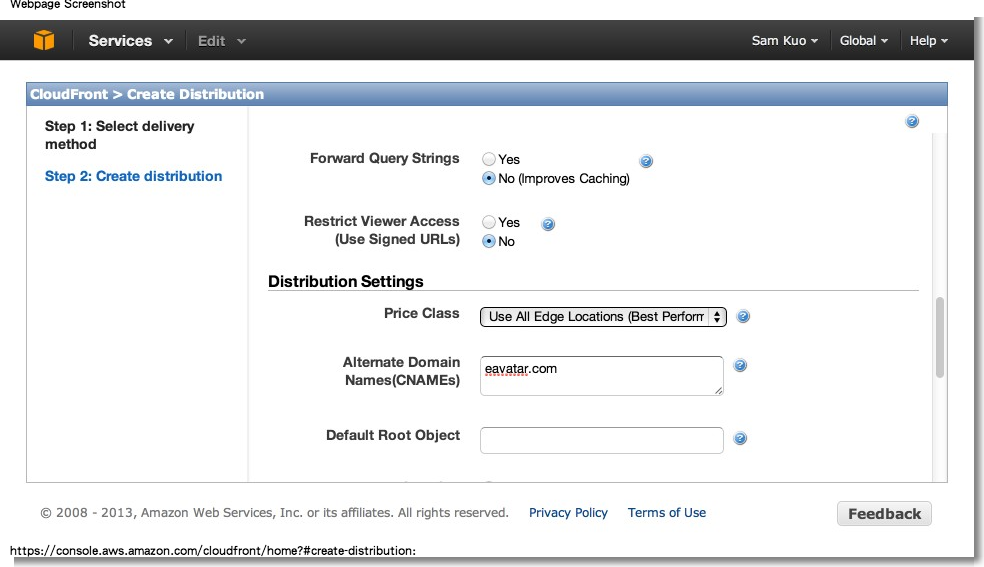 Webpage Screenshot
Services Edit Sam Kuo Global Help
CloudFront > Create Distribution
Step 1: Select delivery
method
Step 2: Create distribution
Forward Query Strings
Yes
No (Improves Caching)
Restrict Viewer Access
(Use Signed URLs)
Yes
No
Distribution Settings
Price Class
Use All Edge Locations (Best Perform
Alternate Domain
Names(CNAMEs)
eavatar.com
Default Root Object
© 2008 - 2013, Amazon Web Services, Inc. or its affiliates. All rights reserved. Privacy Policy Terms of Use Feedback
https://console.aws.amazon.com/cloudfront/home?#create-distribution: